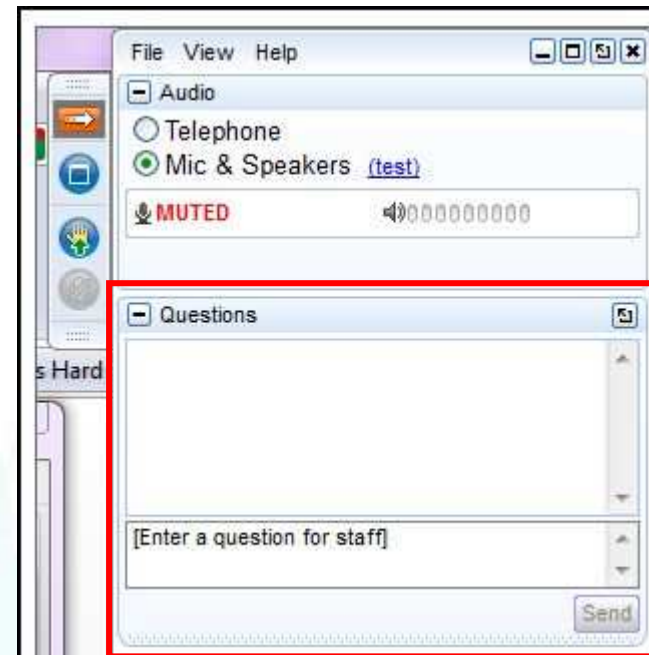 File View Help
Audio
Telephone
Mic & Speakers (test)
MUTED
Questions
s Hard
[Enter a question for staff]
Send